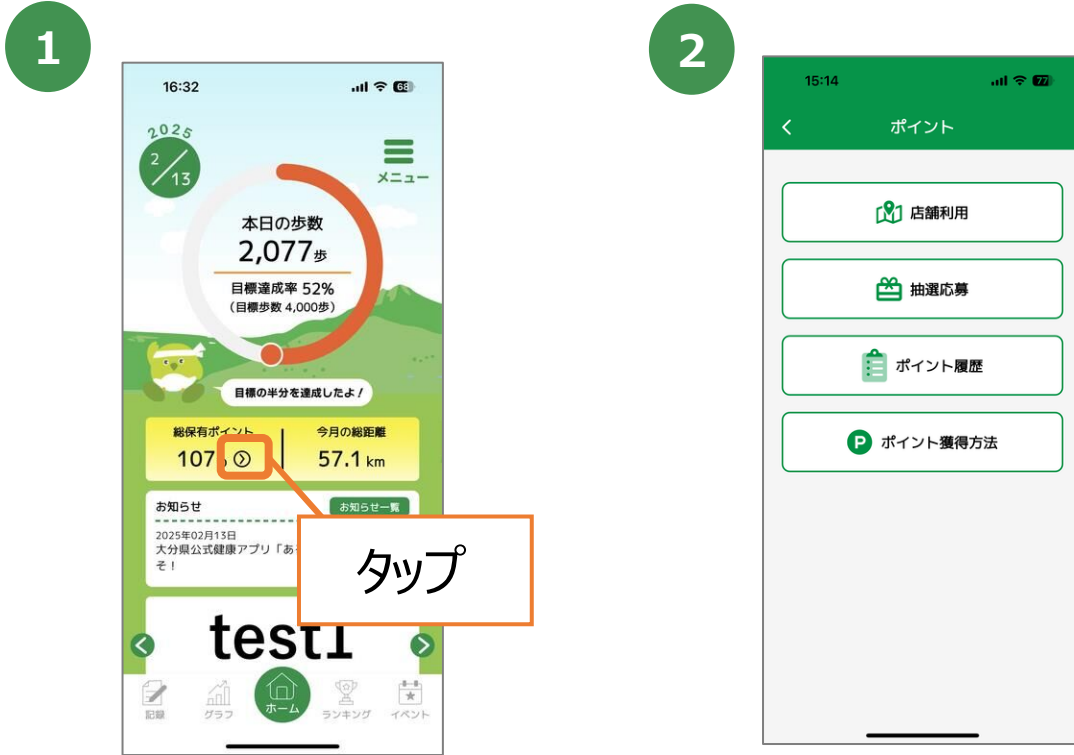 1
16:32
68
2025
2/13
メニュー
本日の歩数
2,077歩
目標達成率 52%
(目標歩数 4,000歩)
目標の半分を達成したよ!
総保有ポイント
107
今月の総距離
57.1 km
お知らせ
お知らせ一覧
2025年02月13日
大分県公式健康アプリ「ある
そ!
タップ
test1
記録
グラフ
ホーム
ランキング
イベント
2
15:14
77
ポイント
店舗利用
抽選応募
ポイント履歴
P ポイント獲得方法